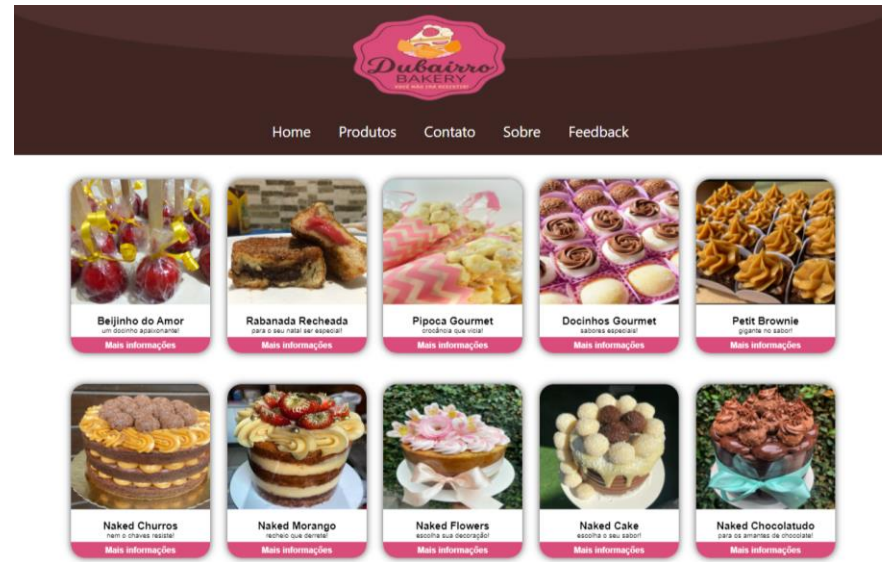 Dubairro
BAKERY
Home Produtos Contato Sobre Feedback
Beijinho do Amor Rabanada Recheada Pipoca Gourmet Docinhos Gourmet Petit Brownie
um docinho apaixonante! para o seu natal ser especial! crocância que vicia! sabores especiais! gigante no sabor!
Mais informações Mais informações Mais informações Mais informações Mais informações
Naked Churros Naked Morango Naked Flowers Naked Cake Naked Chocolatudo
nem o chaves resiste! recheio que derrete! escolha sua decoração! escolha o seu sabor! para os amantes de chocolate!
Mais informações Mais informações Mais informações Mais informações Mais informações